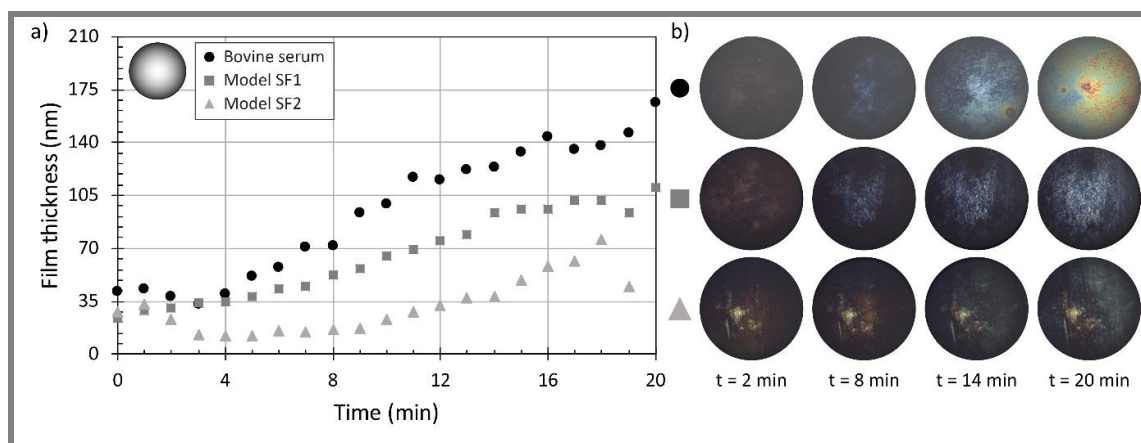 a)
Bovine serum
Model SF1
Model SF2
Film thickness (nm)
210
175
140
105
70
35
0
0 4 8 12 16 20
Time (min)
b)
t = 2 min t = 8 min t = 14 min t = 20 min